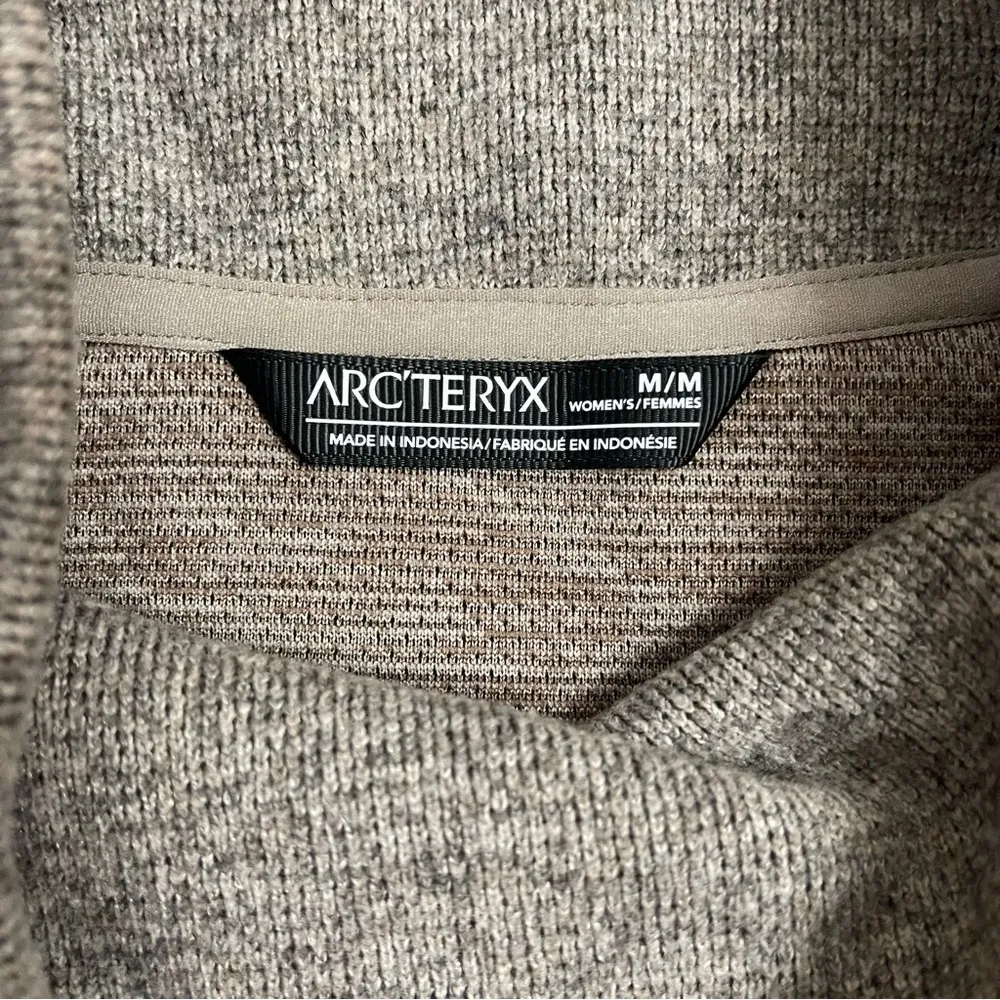 ARC'TERYX M/M
WOMEN'S/FEMMES
MADE IN INDONESIA/FABRIQUÉ EN INDONÉSIE